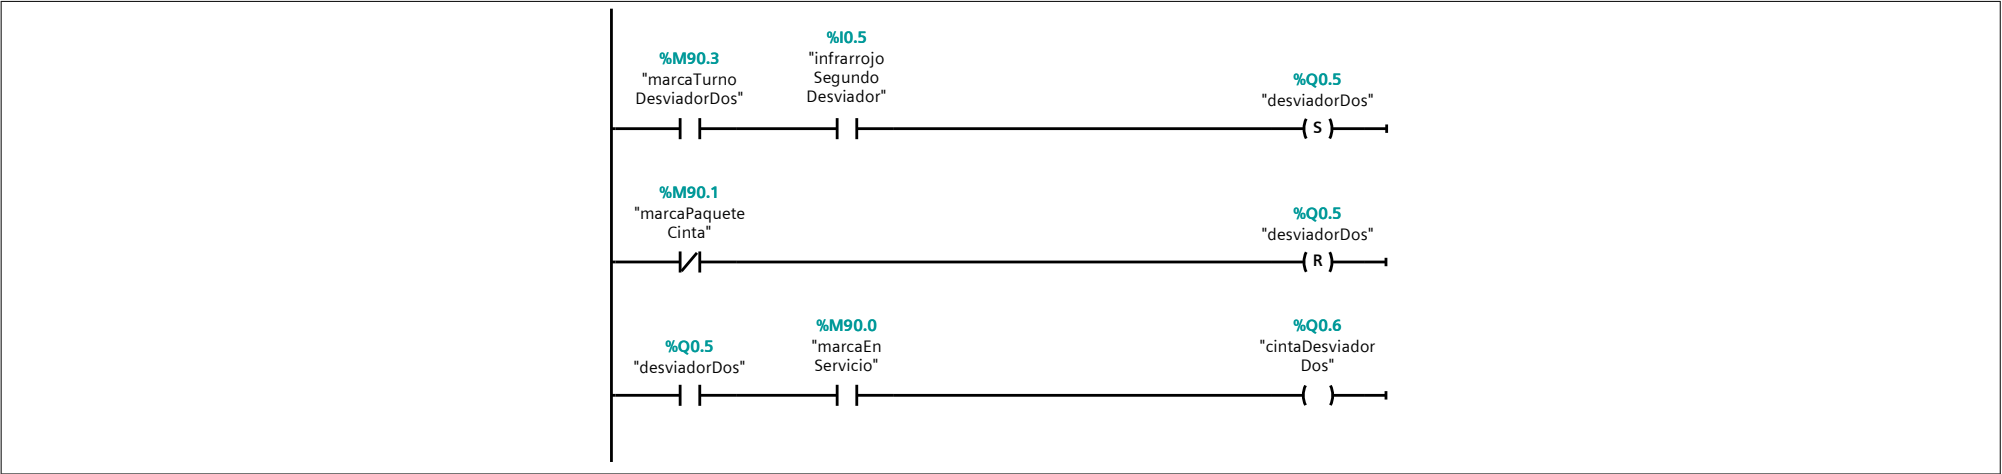 %M90.3
"marcaTurno
DesviadorDos"
%I0.5
"infrarrojo
Segundo
Desviador"
%Q0.5
"desviadorDos"
S
%M90.1
"marcaPaquete
Cinta"
%Q0.5
"desviadorDos"
R
%Q0.5
"desviadorDos"
%M90.0
"marcaEn
Servicio"
%Q0.6
"cintaDesviador
Dos"